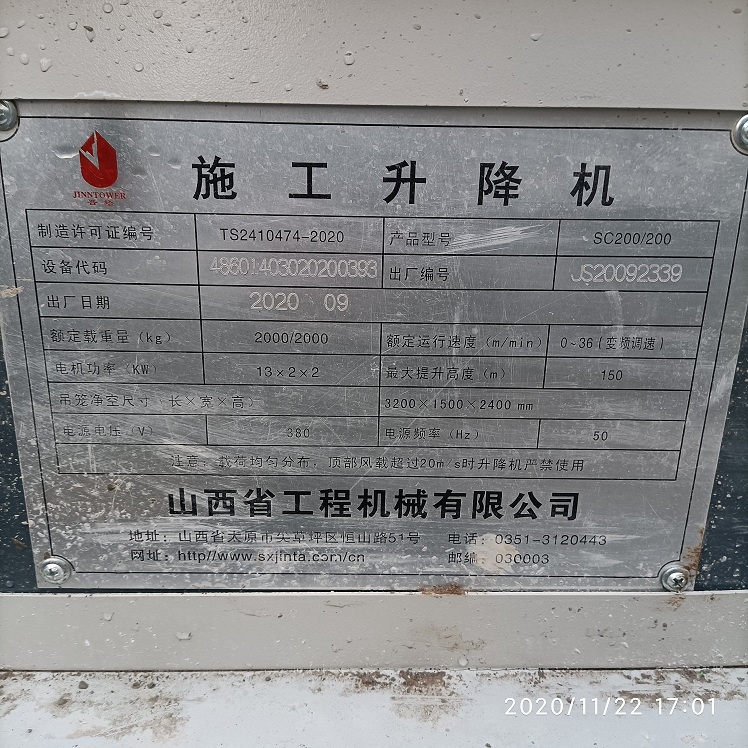 施工升降机
JINNTOWER
晋塔
制造许可证编号 TS2410474-2020 产品型号 SC200/200
设备代码 48601403020200393 出厂编号 JS20092339
出厂日期 2020 09
额定载重量(kg) 2000/2000 额定运行速度(m/min) 0~36(变频调速)
电机功率(KW) 13×2×2 最大提升高度(m) 150
吊笼净空尺寸(长×宽×高) 3200×1500×2400 mm
电源电压(V) 380 电源频率(Hz) 50
注意:载荷均匀分布,顶部风载超过20m/s时升降机严禁使用
山西省工程机械有限公司
地址:山西省太原市尖草坪区恒山路51号 电话:0351-3120443
网址:http//www.sxjinta.com/cn 邮编:030003
2020/11/22 17:01